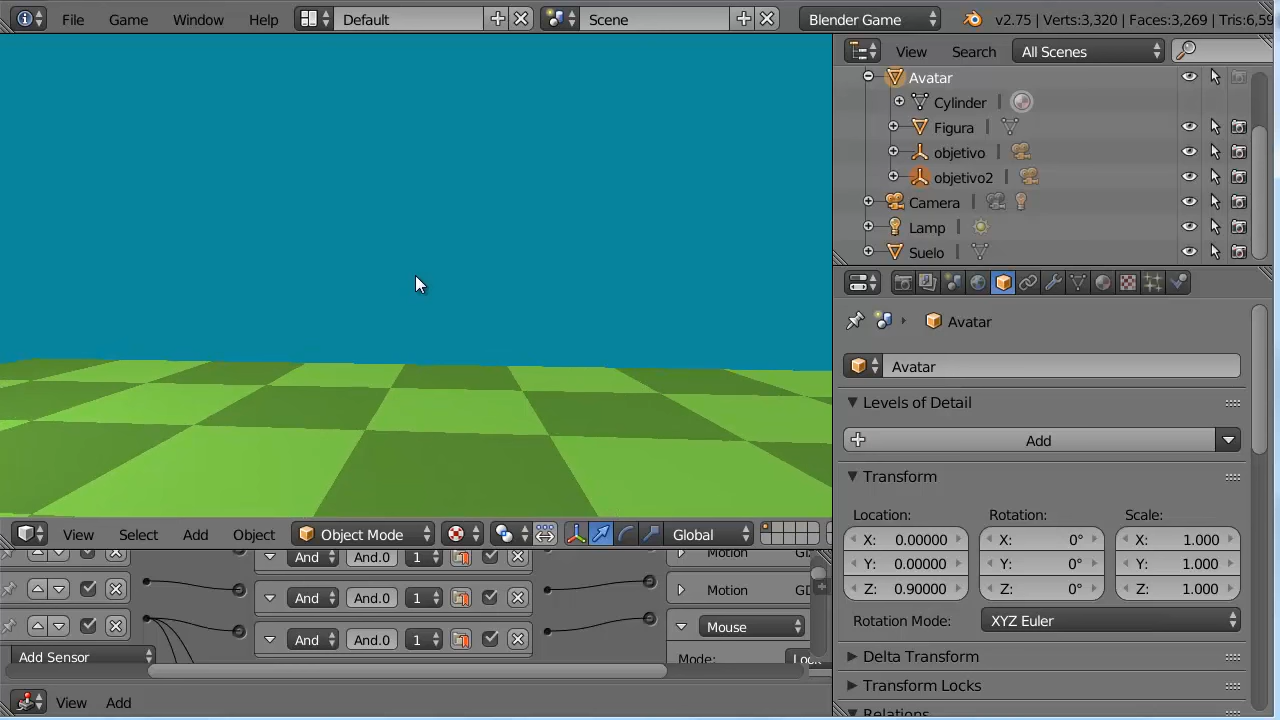 File Game Window Help Default Scene Blender Game v2.75 | Verts:3,320 | Faces:3,269 | Tris:6,59
View Search All Scenes
Avatar
Cylinder
Figura
objetivo
objetivo2
Camera
Lamp
Suelo
Avatar
Avatar
Levels of Detail
Add
Transform
Location: Rotation: Scale:
X: 0.00000 X: 0° X: 1.000
Y: 0.00000 Y: 0° Y: 1.000
Z: 0.90000 Z: 0° Z: 1.000
Rotation Mode: XYZ Euler
Delta Transform
Transform Locks
Relations
View Select Add Object Object Mode Global
And And.0 1 Motion
And And.0 1 Motion
And And.0 1 Mouse
Add Sensor Mode: Lock
View Add